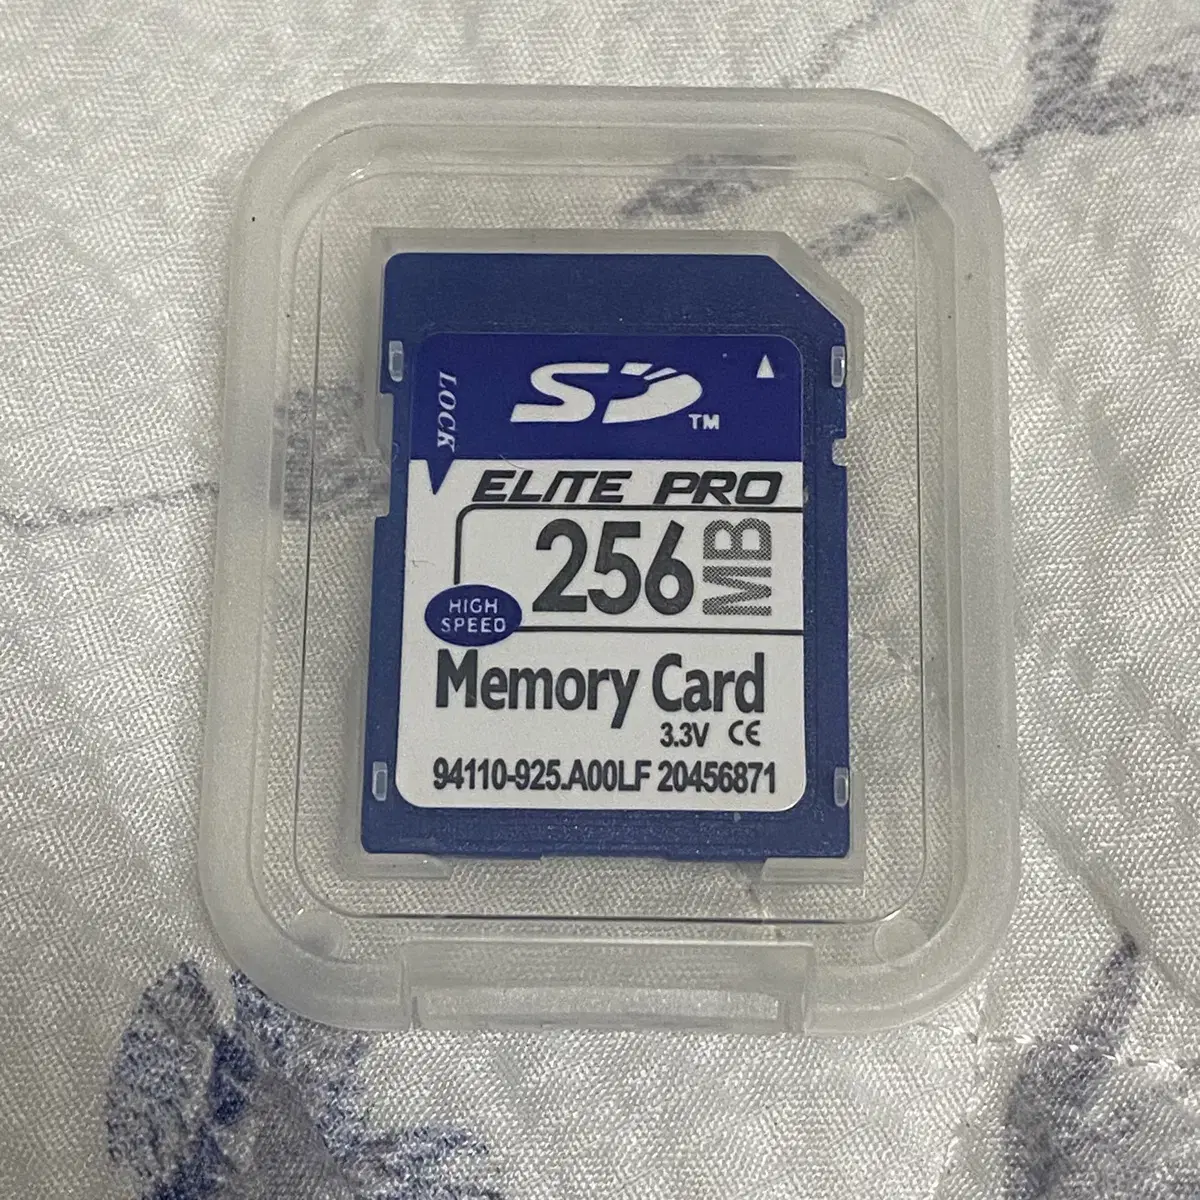 LOCK
SD™
ELITE PRO
256 MB
HIGH
SPEED
Memory Card
3.3V CE
94110-925.A00LF 20456871